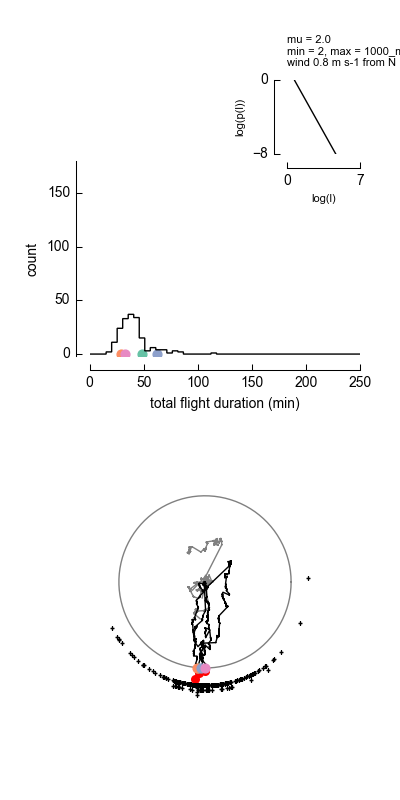 mu = 2.0
min = 2, max = 1000_m
wind 0.8 m s-1 from N
0
log(p(l))
−8
0 7
log(l)
150
100
count
50
0
0 50 100 150 200 250
total flight duration (min)